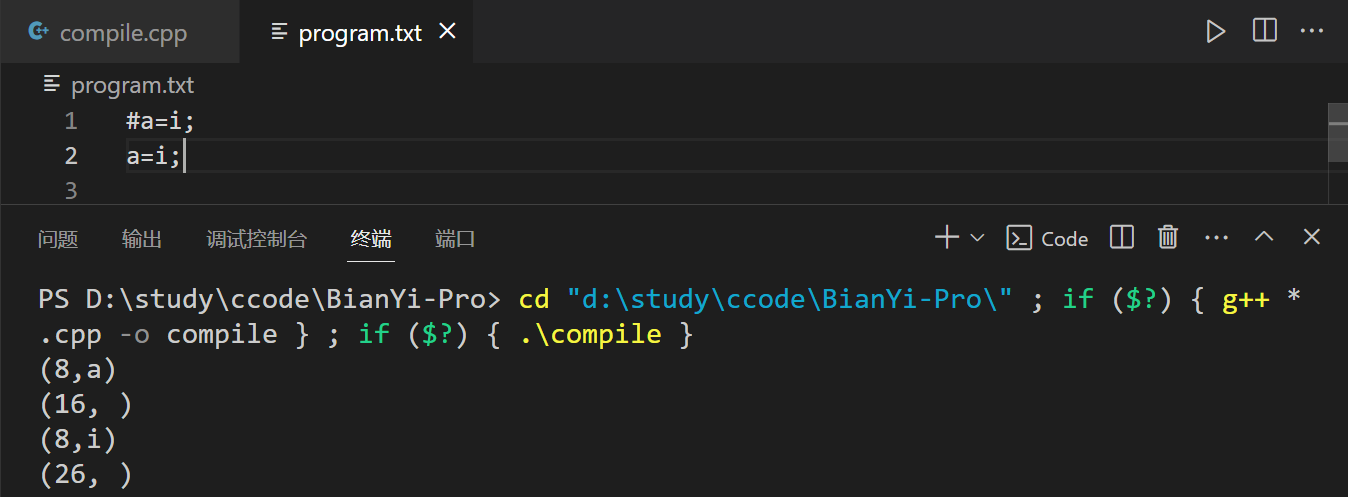 compile.cpp program.txt
program.txt
1 #a=i;
2 a=i;
3
问题 输出 调试控制台 终端 端口 Code
PS D:\study\ccode\BianYi-Pro> cd "d:\study\ccode\BianYi-Pro\" ; if ($?) { g++ *
.cpp -o compile } ; if ($?) { .\compile }
(8,a)
(16, )
(8,i)
(26, )